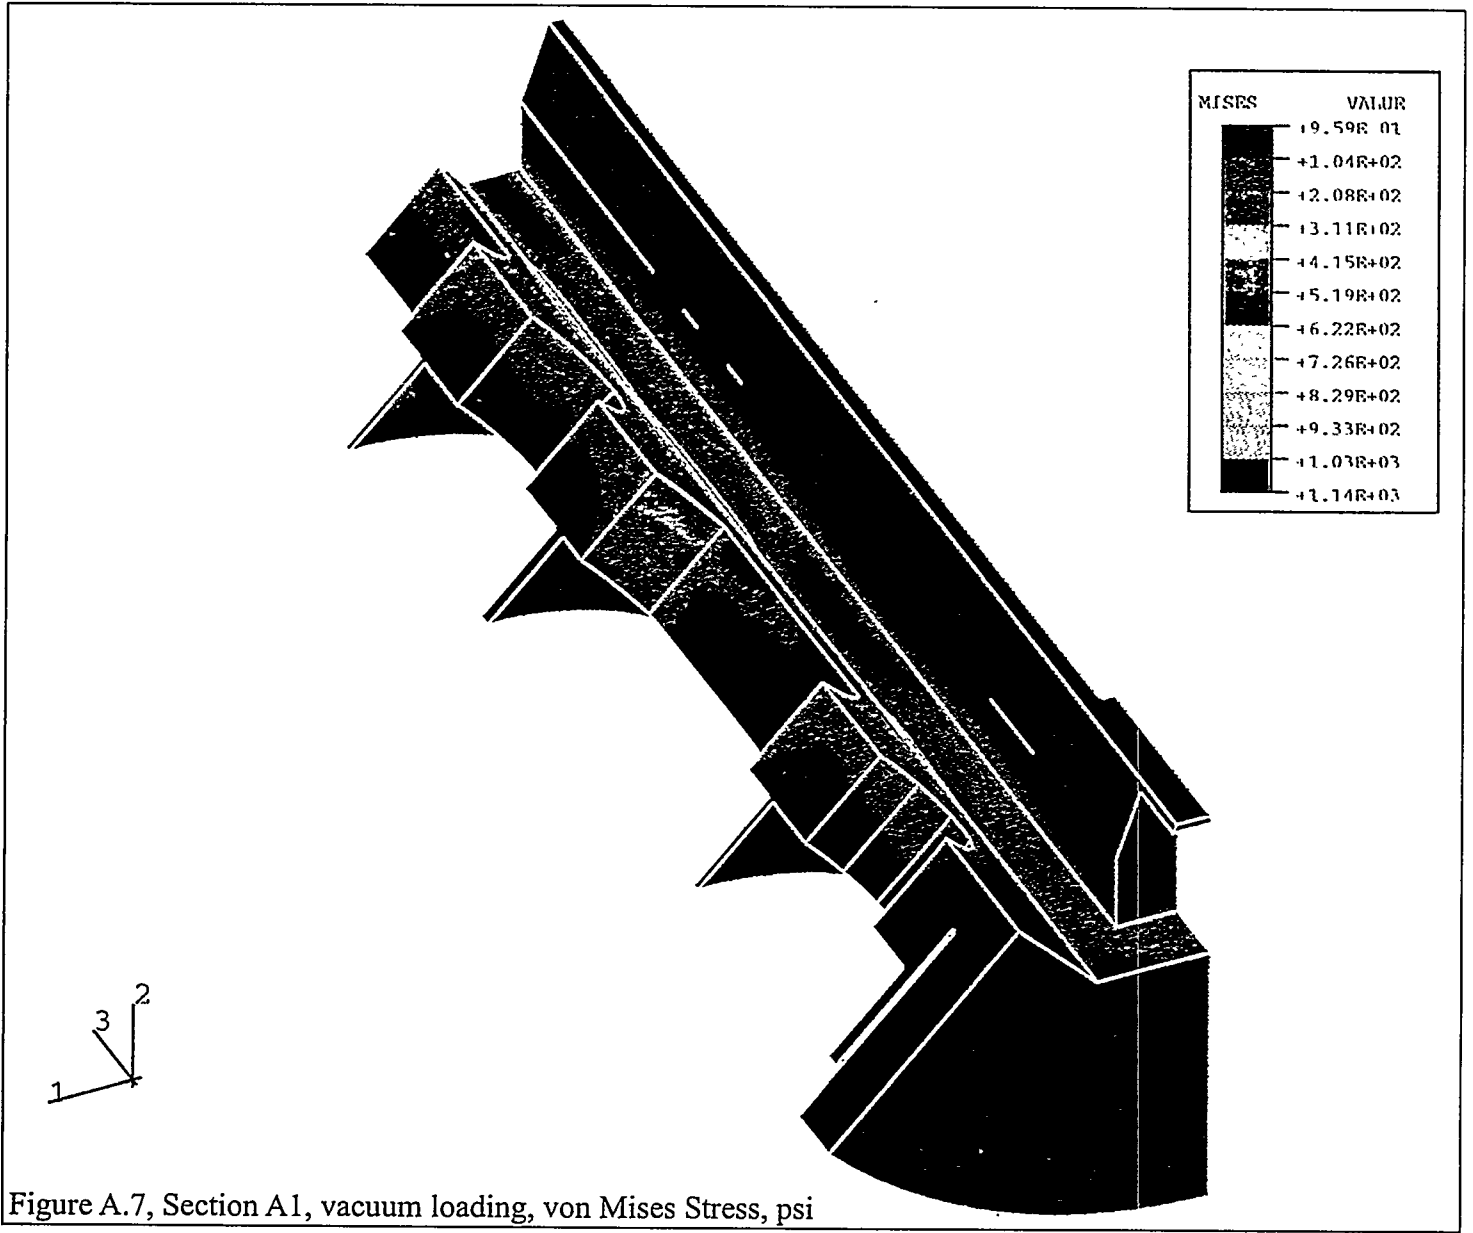 MISES VALUE
+9.59E-01
+1.04E+02
+2.08E+02
+3.11E+02
+4.15E+02
+5.19E+02
+6.22E+02
+7.26E+02
+8.29E+02
+9.33E+02
+1.03E+03
+1.14E+03
2
3
1
Figure A.7, Section A1, vacuum loading, von Mises Stress, psi